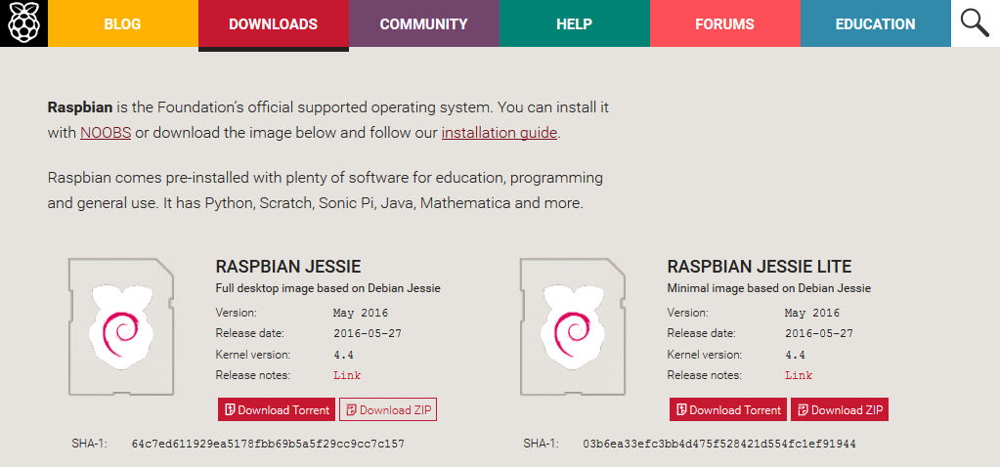 BLOG
DOWNLOADS
COMMUNITY
HELP
FORUMS
EDUCATION
Raspbian is the Foundation’s official supported operating system. You can install it
with NOOBS or download the image below and follow our installation guide.
Raspbian comes pre-installed with plenty of software for education, programming
and general use. It has Python, Scratch, Sonic Pi, Java, Mathematica and more.
RASPBIAN JESSIE
Full desktop image based on Debian Jessie
Version: May 2016
Release date: 2016-05-27
Kernel version: 4.4
Release notes: Link
Download Torrent Download ZIP
SHA-1: 64c7ed611929ea5178fbb69b5a5f29cc9cc7c157
RASPBIAN JESSIE LITE
Minimal image based on Debian Jessie
Version: May 2016
Release date: 2016-05-27
Kernel version: 4.4
Release notes: Link
Download Torrent Download ZIP
SHA-1: 03b6ea33efc3bb4d475f528421d554fc1ef91944